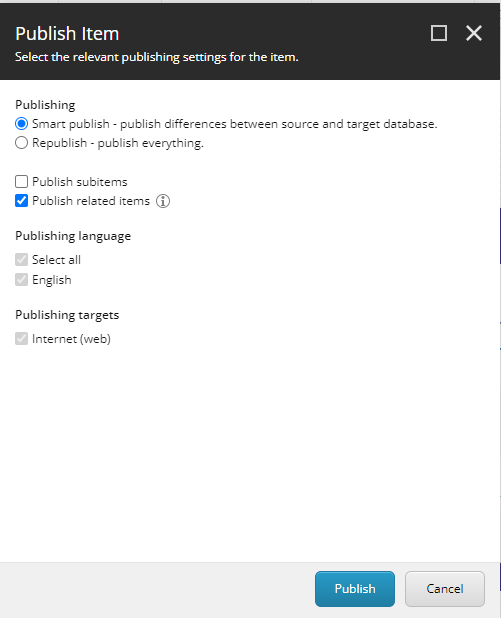 Publish Item
Select the relevant publishing settings for the item.
Publishing
Smart publish - publish differences between source and target database.
Republish - publish everything.
Publish subitems
Publish related items
Publishing language
Select all
English
Publishing targets
Internet (web)
Publish
Cancel